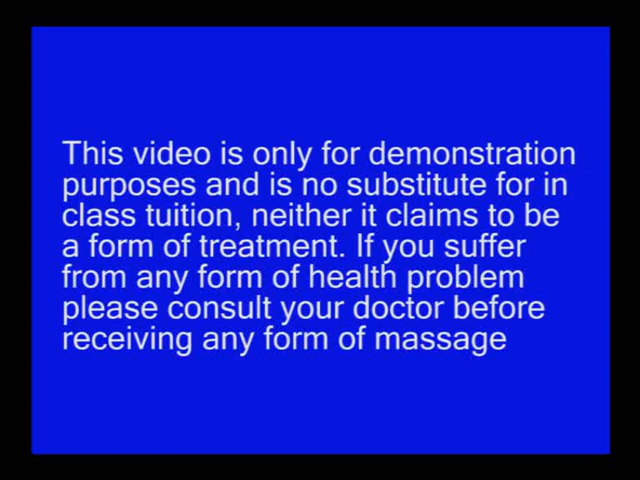 This video is only for demonstration
purposes and is no substitute for in
class tuition, neither it claims to be
a form of treatment. If you suffer
from any form of health problem
please consult your doctor before
receiving any form of massage